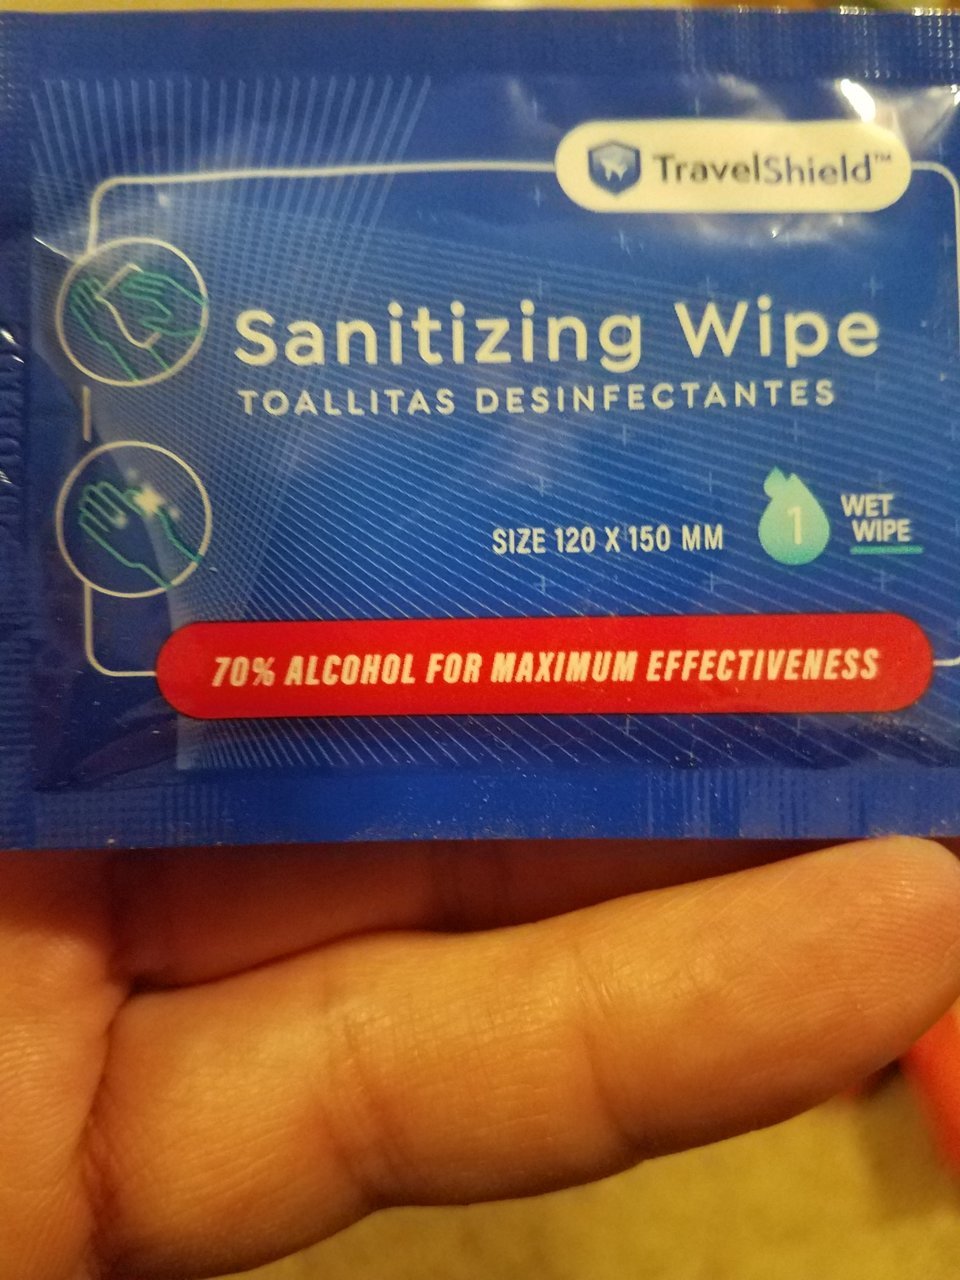 TravelShield™
Sanitizing Wipe
TOALLITAS DESINFECTANTES
SIZE 120 X 150 MM
1
WET
WIPE
70% ALCOHOL FOR MAXIMUM EFFECTIVENESS